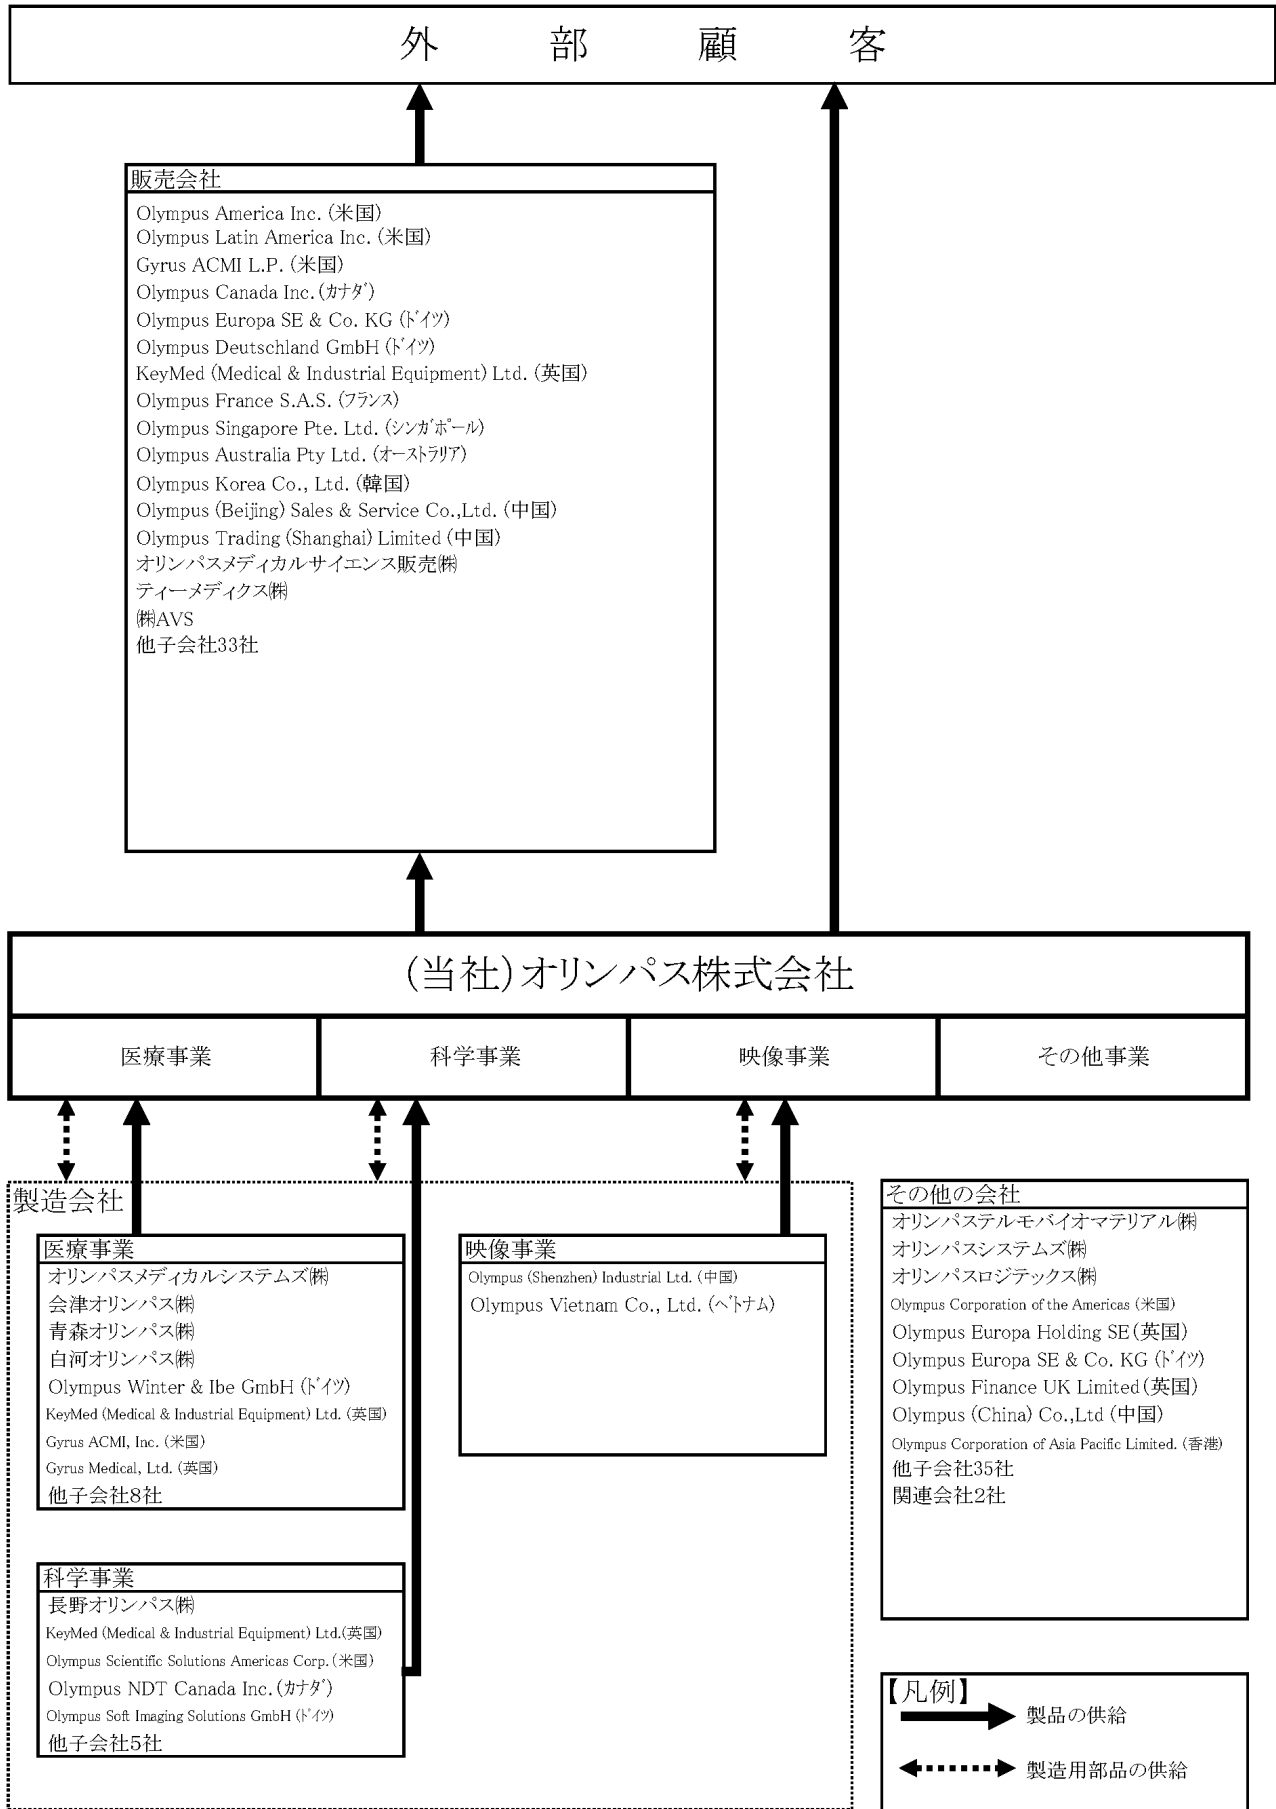 外部顧客
販売会社
Olympus America Inc. (米国)
Olympus Latin America Inc. (米国)
Gyrus ACMI L.P. (米国)
Olympus Canada Inc. (ｶﾅﾀﾞ)
Olympus Europa SE & Co. KG (ﾄﾞｲﾂ)
Olympus Deutschland GmbH (ﾄﾞｲﾂ)
KeyMed (Medical & Industrial Equipment) Ltd. (英国)
Olympus France S.A.S. (ﾌﾗﾝｽ)
Olympus Singapore Pte. Ltd. (ｼﾝｶﾞﾎﾟｰﾙ)
Olympus Australia Pty Ltd. (ｵｰｽﾄﾗﾘｱ)
Olympus Korea Co., Ltd. (韓国)
Olympus (Beijing) Sales & Service Co.,Ltd. (中国)
Olympus Trading (Shanghai) Limited (中国)
オリンパスメディカルサイエンス販売㈱
ティーメディクス㈱
㈱AVS
他子会社33社
(当社)オリンパス株式会社
医療事業
科学事業
映像事業
その他事業
製造会社
医療事業
オリンパスメディカルシステムズ㈱
会津オリンパス㈱
青森オリンパス㈱
白河オリンパス㈱
Olympus Winter & Ibe GmbH (ﾄﾞｲﾂ)
KeyMed (Medical & Industrial Equipment) Ltd. (英国)
Gyrus ACMI, Inc. (米国)
Gyrus Medical, Ltd. (英国)
他子会社8社
映像事業
Olympus (Shenzhen) Industrial Ltd. (中国)
Olympus Vietnam Co., Ltd. (ﾍﾞﾄﾅﾑ)
科学事業
長野オリンパス㈱
KeyMed (Medical & Industrial Equipment) Ltd.(英国)
Olympus Scientific Solutions Americas Corp. (米国)
Olympus NDT Canada Inc. (ｶﾅﾀﾞ)
Olympus Soft Imaging Solutions GmbH (ﾄﾞｲﾂ)
他子会社5社
その他の会社
オリンパステルモバイオマテリアル㈱
オリンパスシステムズ㈱
オリンパスロジテックス㈱
Olympus Corporation of the Americas (米国)
Olympus Europa Holding SE(英国)
Olympus Europa SE & Co. KG (ﾄﾞｲﾂ)
Olympus Finance UK Limited(英国)
Olympus (China) Co.,Ltd (中国)
Olympus Corporation of Asia Pacific Limited. (香港)
他子会社35社
関連会社2社
【凡例】
製品の供給
製造用部品の供給